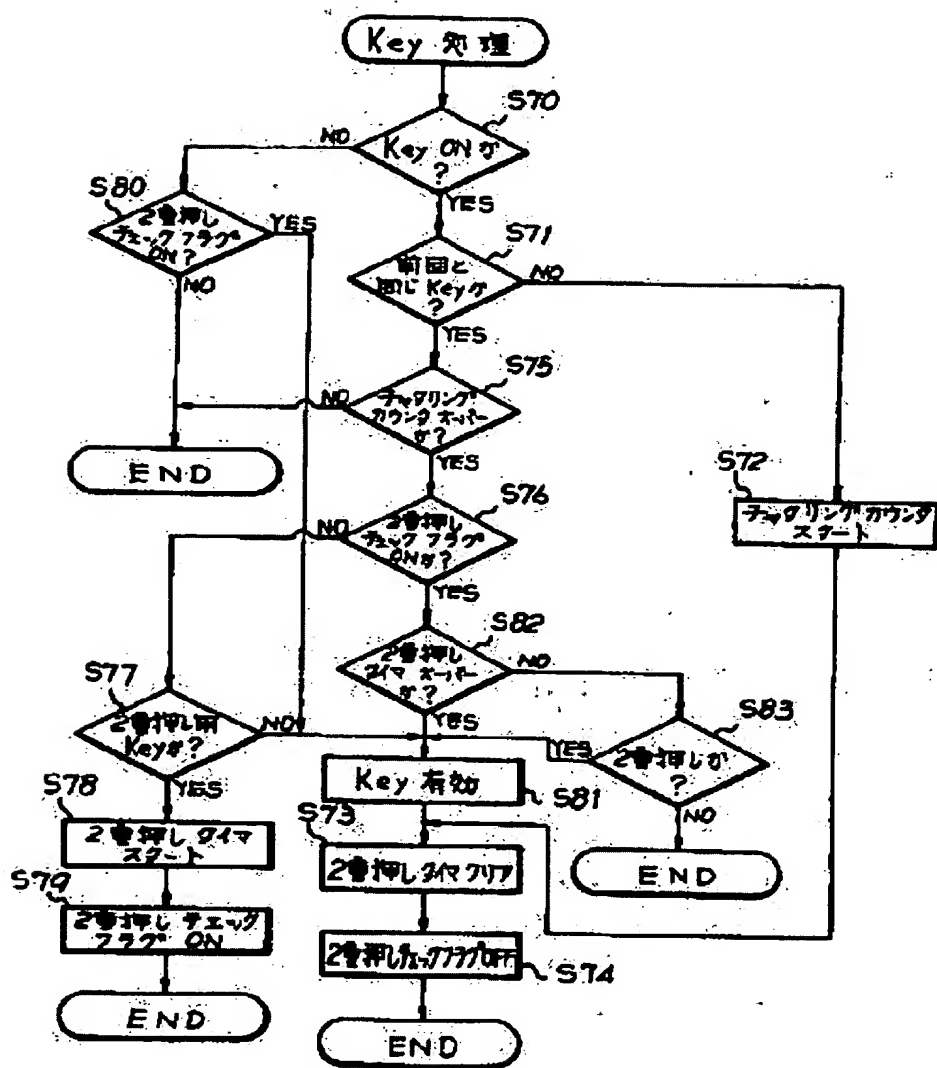 Key 処理
S70
Key ONか
?
NO
YES
S80
2重押し
チェック フラグ
ON?
YES
NO
S71
前回と
同じ Keyか
?
NO
YES
S75
チャタリング
カウンタ オーバー
か?
NO
YES
END
S72
チャタリング カウンタ
スタート
S76
2重押し
チェック フラグ
ONか?
NO
YES
S82
2重押し
タイマ オーバー
か?
NO
YES
S77
2重押し用
Keyか?
NO
YES
S83
2重押しか
?
YES
NO
Key 有効
S81
S78
2重押し タイマ
スタート
S73
2重押し タイマ クリア
END
S79
2重押し チェック
フラグ ON
2重押しチェックフラグOFF
S74
END
END